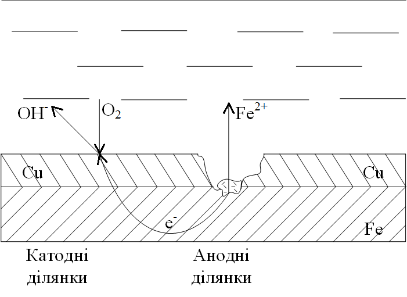 OH⁻ O₂ Fe²⁺
Cu Cu
e⁻ Fe
Катодні Анодні
ділянки ділянки